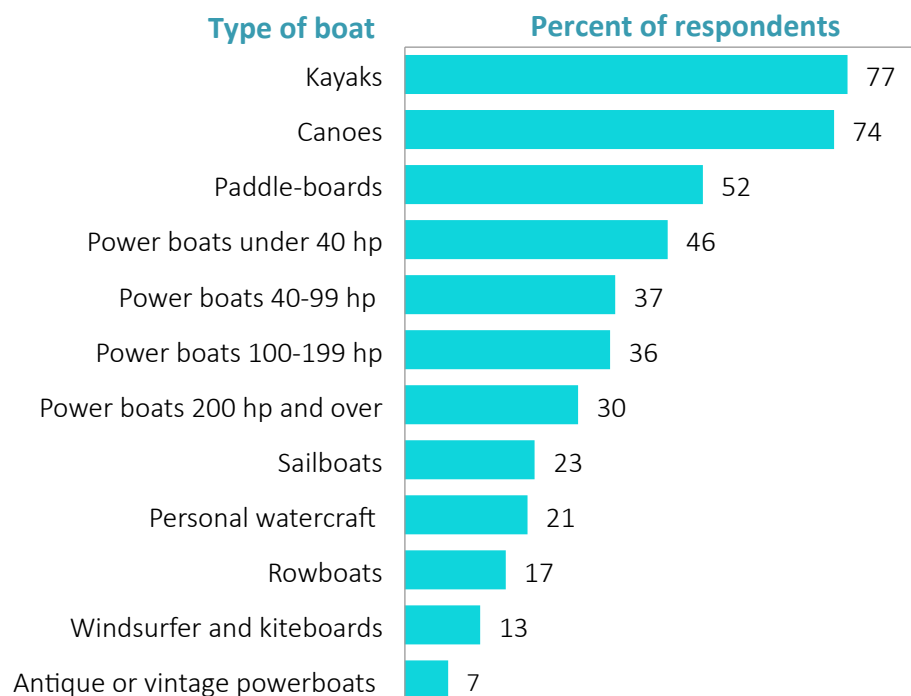 Type of boat Percent of respondents
Kayaks 77
Canoes 74
Paddle-boards 52
Power boats under 40 hp 46
Power boats 40-99 hp 37
Power boats 100-199 hp 36
Power boats 200 hp and over 30
Sailboats 23
Personal watercraft 21
Rowboats 17
Windsurfer and kiteboards 13
Antique or vintage powerboats 7